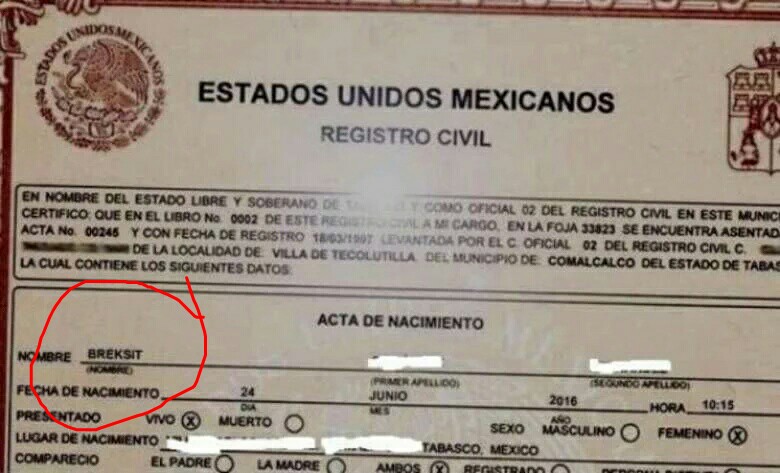 ESTADOS UNIDOS MEXICANOS
ESTADOS UNIDOS MEXICANOS
REGISTRO CIVIL
EN NOMBRE DEL ESTADO LIBRE Y SOBERANO DE Y COMO OFICIAL 02 DEL REGISTRO CIVIL EN ESTE MUNIC
CERTIFICO: QUE EN EL LIBRO No. 0002 DE ESTE REGISTRO CIVIL A MI CARGO, EN LA FOJA 33823 SE ENCUENTRA ASENTADA
ACTA No. 00245 Y CON FECHA DE REGISTRO 18/03/1997 LEVANTADA POR EL C. OFICIAL 02 DEL REGISTRO CIVIL C.
DE LA LOCALIDAD DE: VILLA DE TECOLUTILLA. DEL MUNICIPIO DE: COMALCALCO DEL ESTADO DE TABAS
LA CUAL CONTIENE LOS SIGUIENTES DATOS:
ACTA DE NACIMIENTO
NOMBRE BREKSIT
(NOMBRE) (PRIMER APELLIDO) (SEGUNDO APELLIDO)
FECHA DE NACIMIENTO 24 JUNIO 2016 HORA 10:15
DIA MES AÑO
PRESENTADO VIVO X MUERTO SEXO MASCULINO FEMENINO X
LUGAR DE NACIMIENTO TABASCO, MEXICO
COMPARECIO EL PADRE LA MADRE AMBOS X REGISTRADO